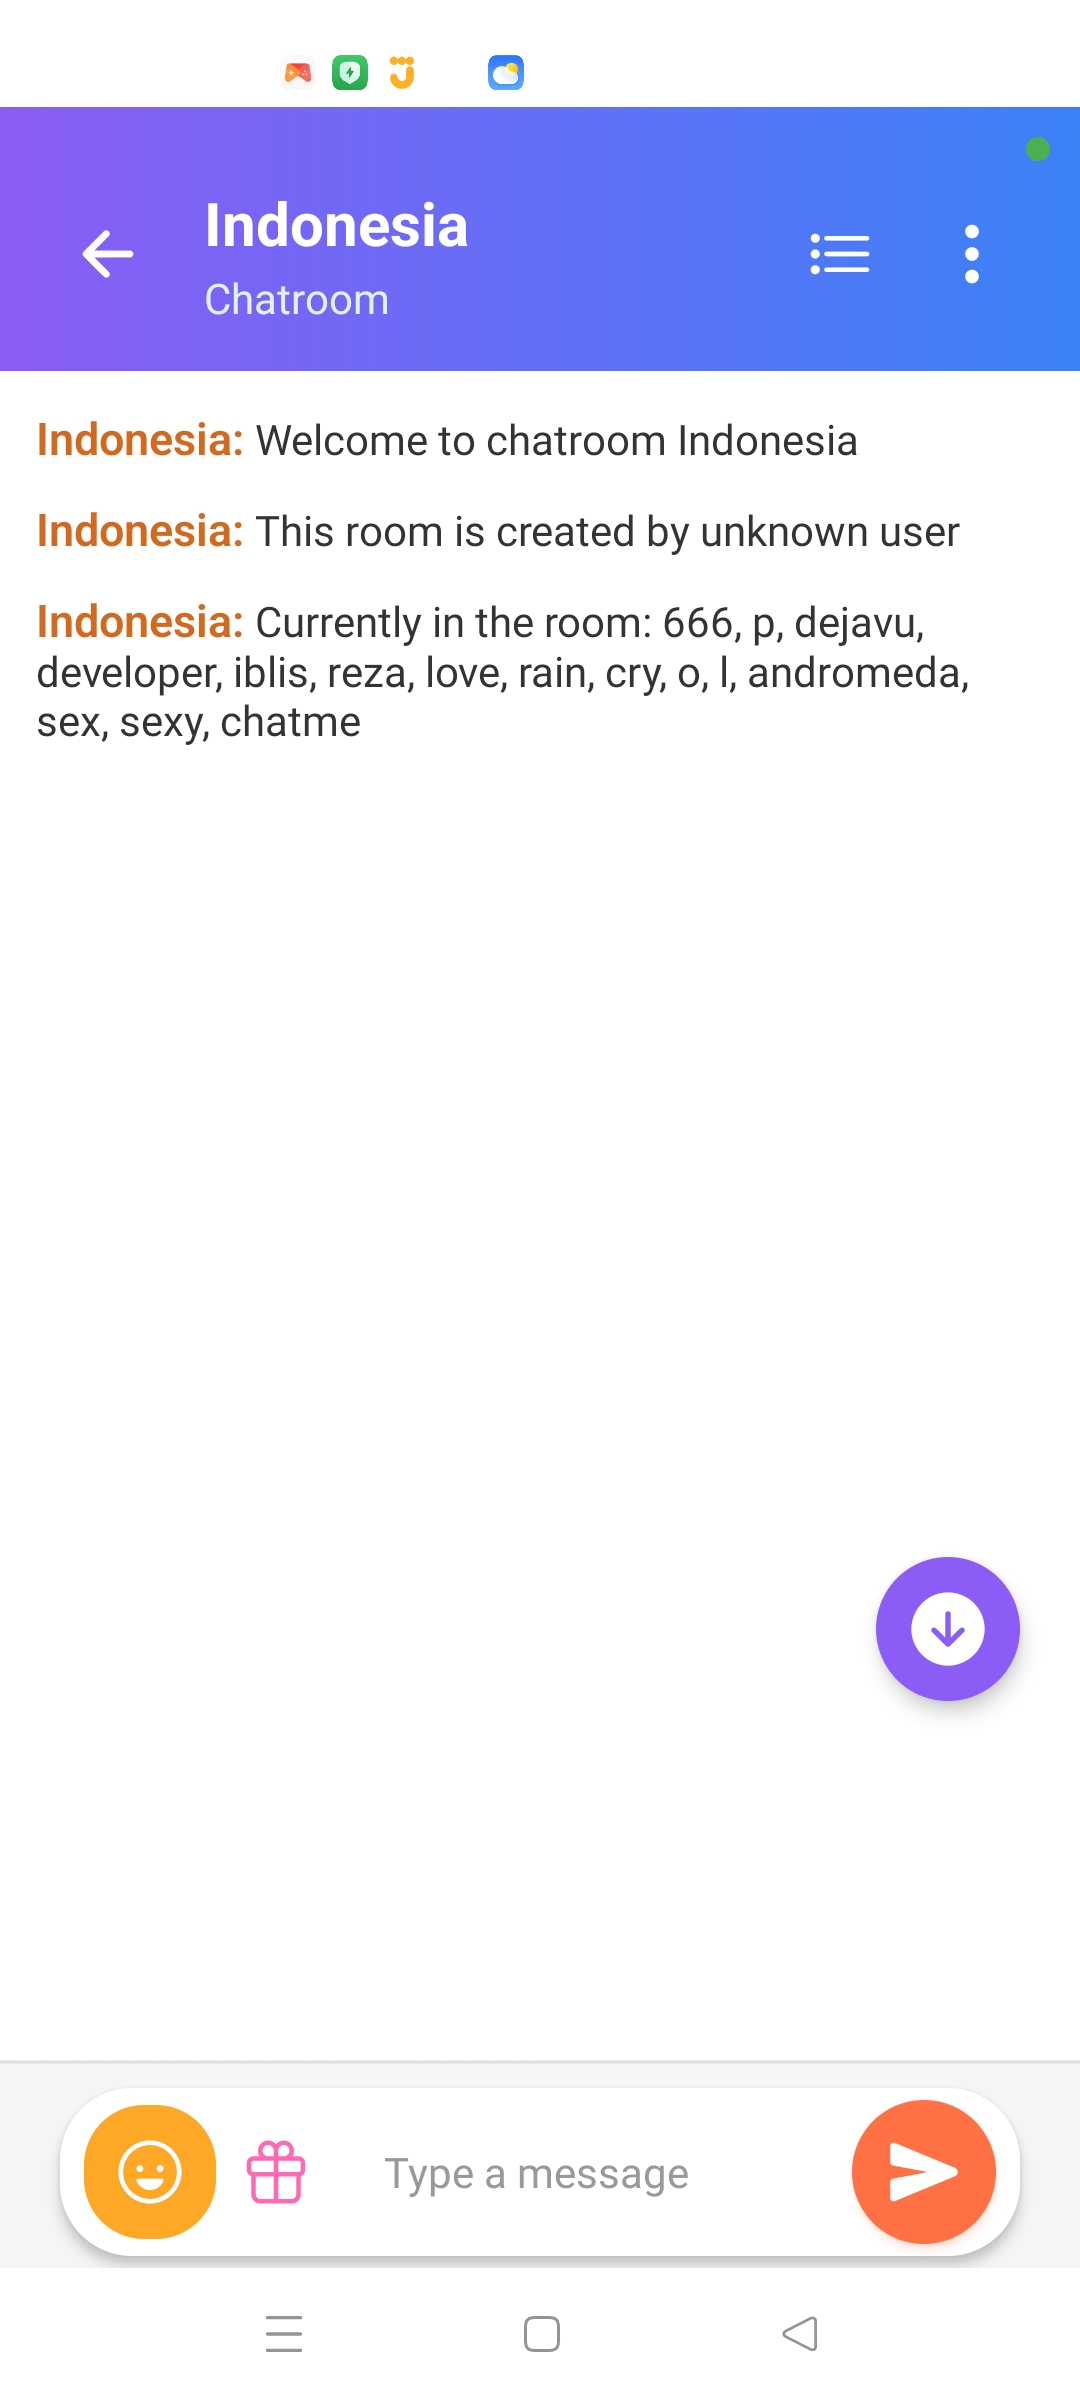 Indonesia
Chatroom
Indonesia: Welcome to chatroom Indonesia
Indonesia: This room is created by unknown user
Indonesia: Currently in the room: 666, p, dejavu,
developer, iblis, reza, love, rain, cry, o, l, andromeda,
sex, sexy, chatme
Type a message